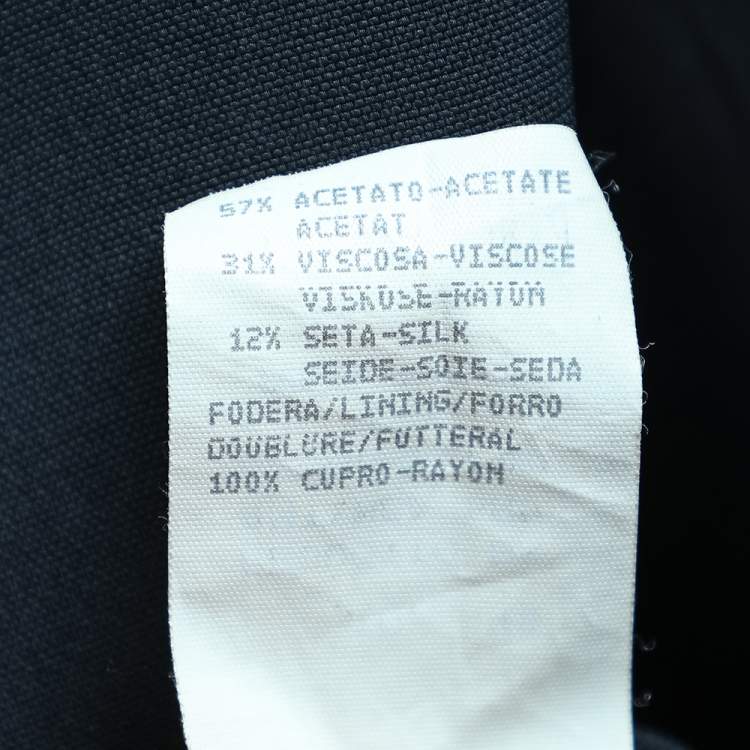 57% ACETATO-ACETATE
ACETAT
31% VISCOSA-VISCOSE
VISKOSE-RAYON
12% SETA-SILK
SEIDE-SOIE-SEDA
FODERA/LINING/FORRO
DOUBLURE/FUTTERAL
100% CUPRO-RAYON